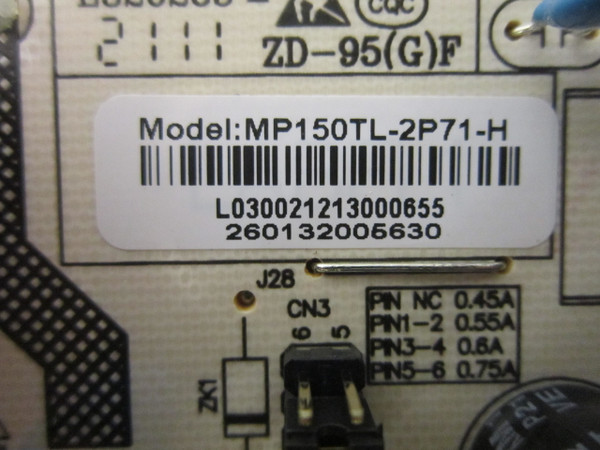 CQC
2111
ZD-95(G)F
Model:MP150TL-2P71-H
L030021213000655
260132005630
J28
CN3
6 5
PIN NC 0.45A
PIN1-2 0.55A
PIN3-4 0.6A
PIN5-6 0.75A
ZK1